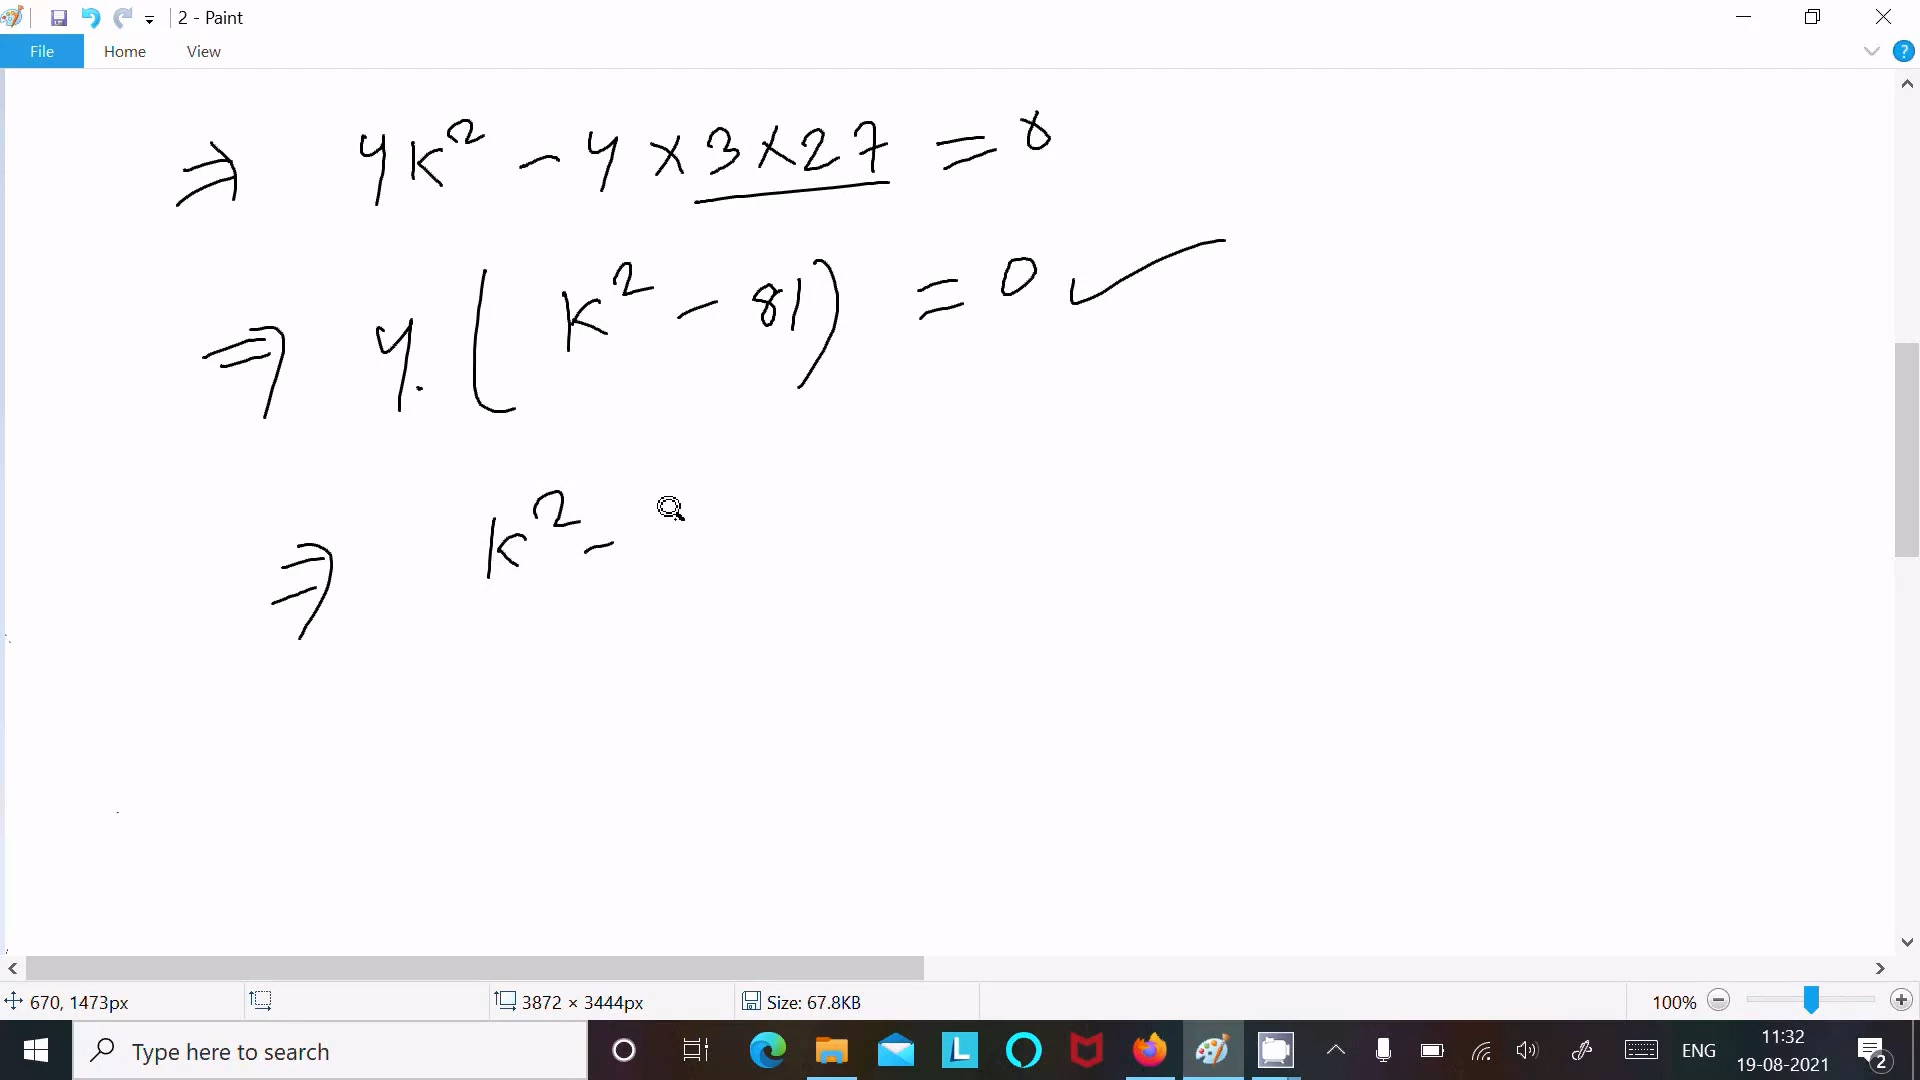 2 - Paint
File Home View
⇒ 4K² - 4 × 3 × 27 = 0
⇒ 4. ( K² - 81 ) = 0 ✓
⇒ K² -
670, 1473px 3872 × 3444px Size: 67.8KB 100%
Type here to search L ENG 11:32
19-08-2021 2